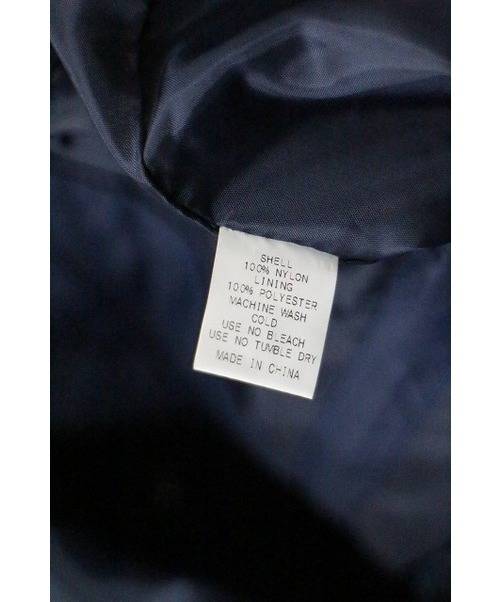 SHELL
100% NYLON
LINING
100% POLYESTER
MACHINE WASH
COLD
USE NO BLEACH
USE NO TUMBLE DRY
MADE IN CHINA